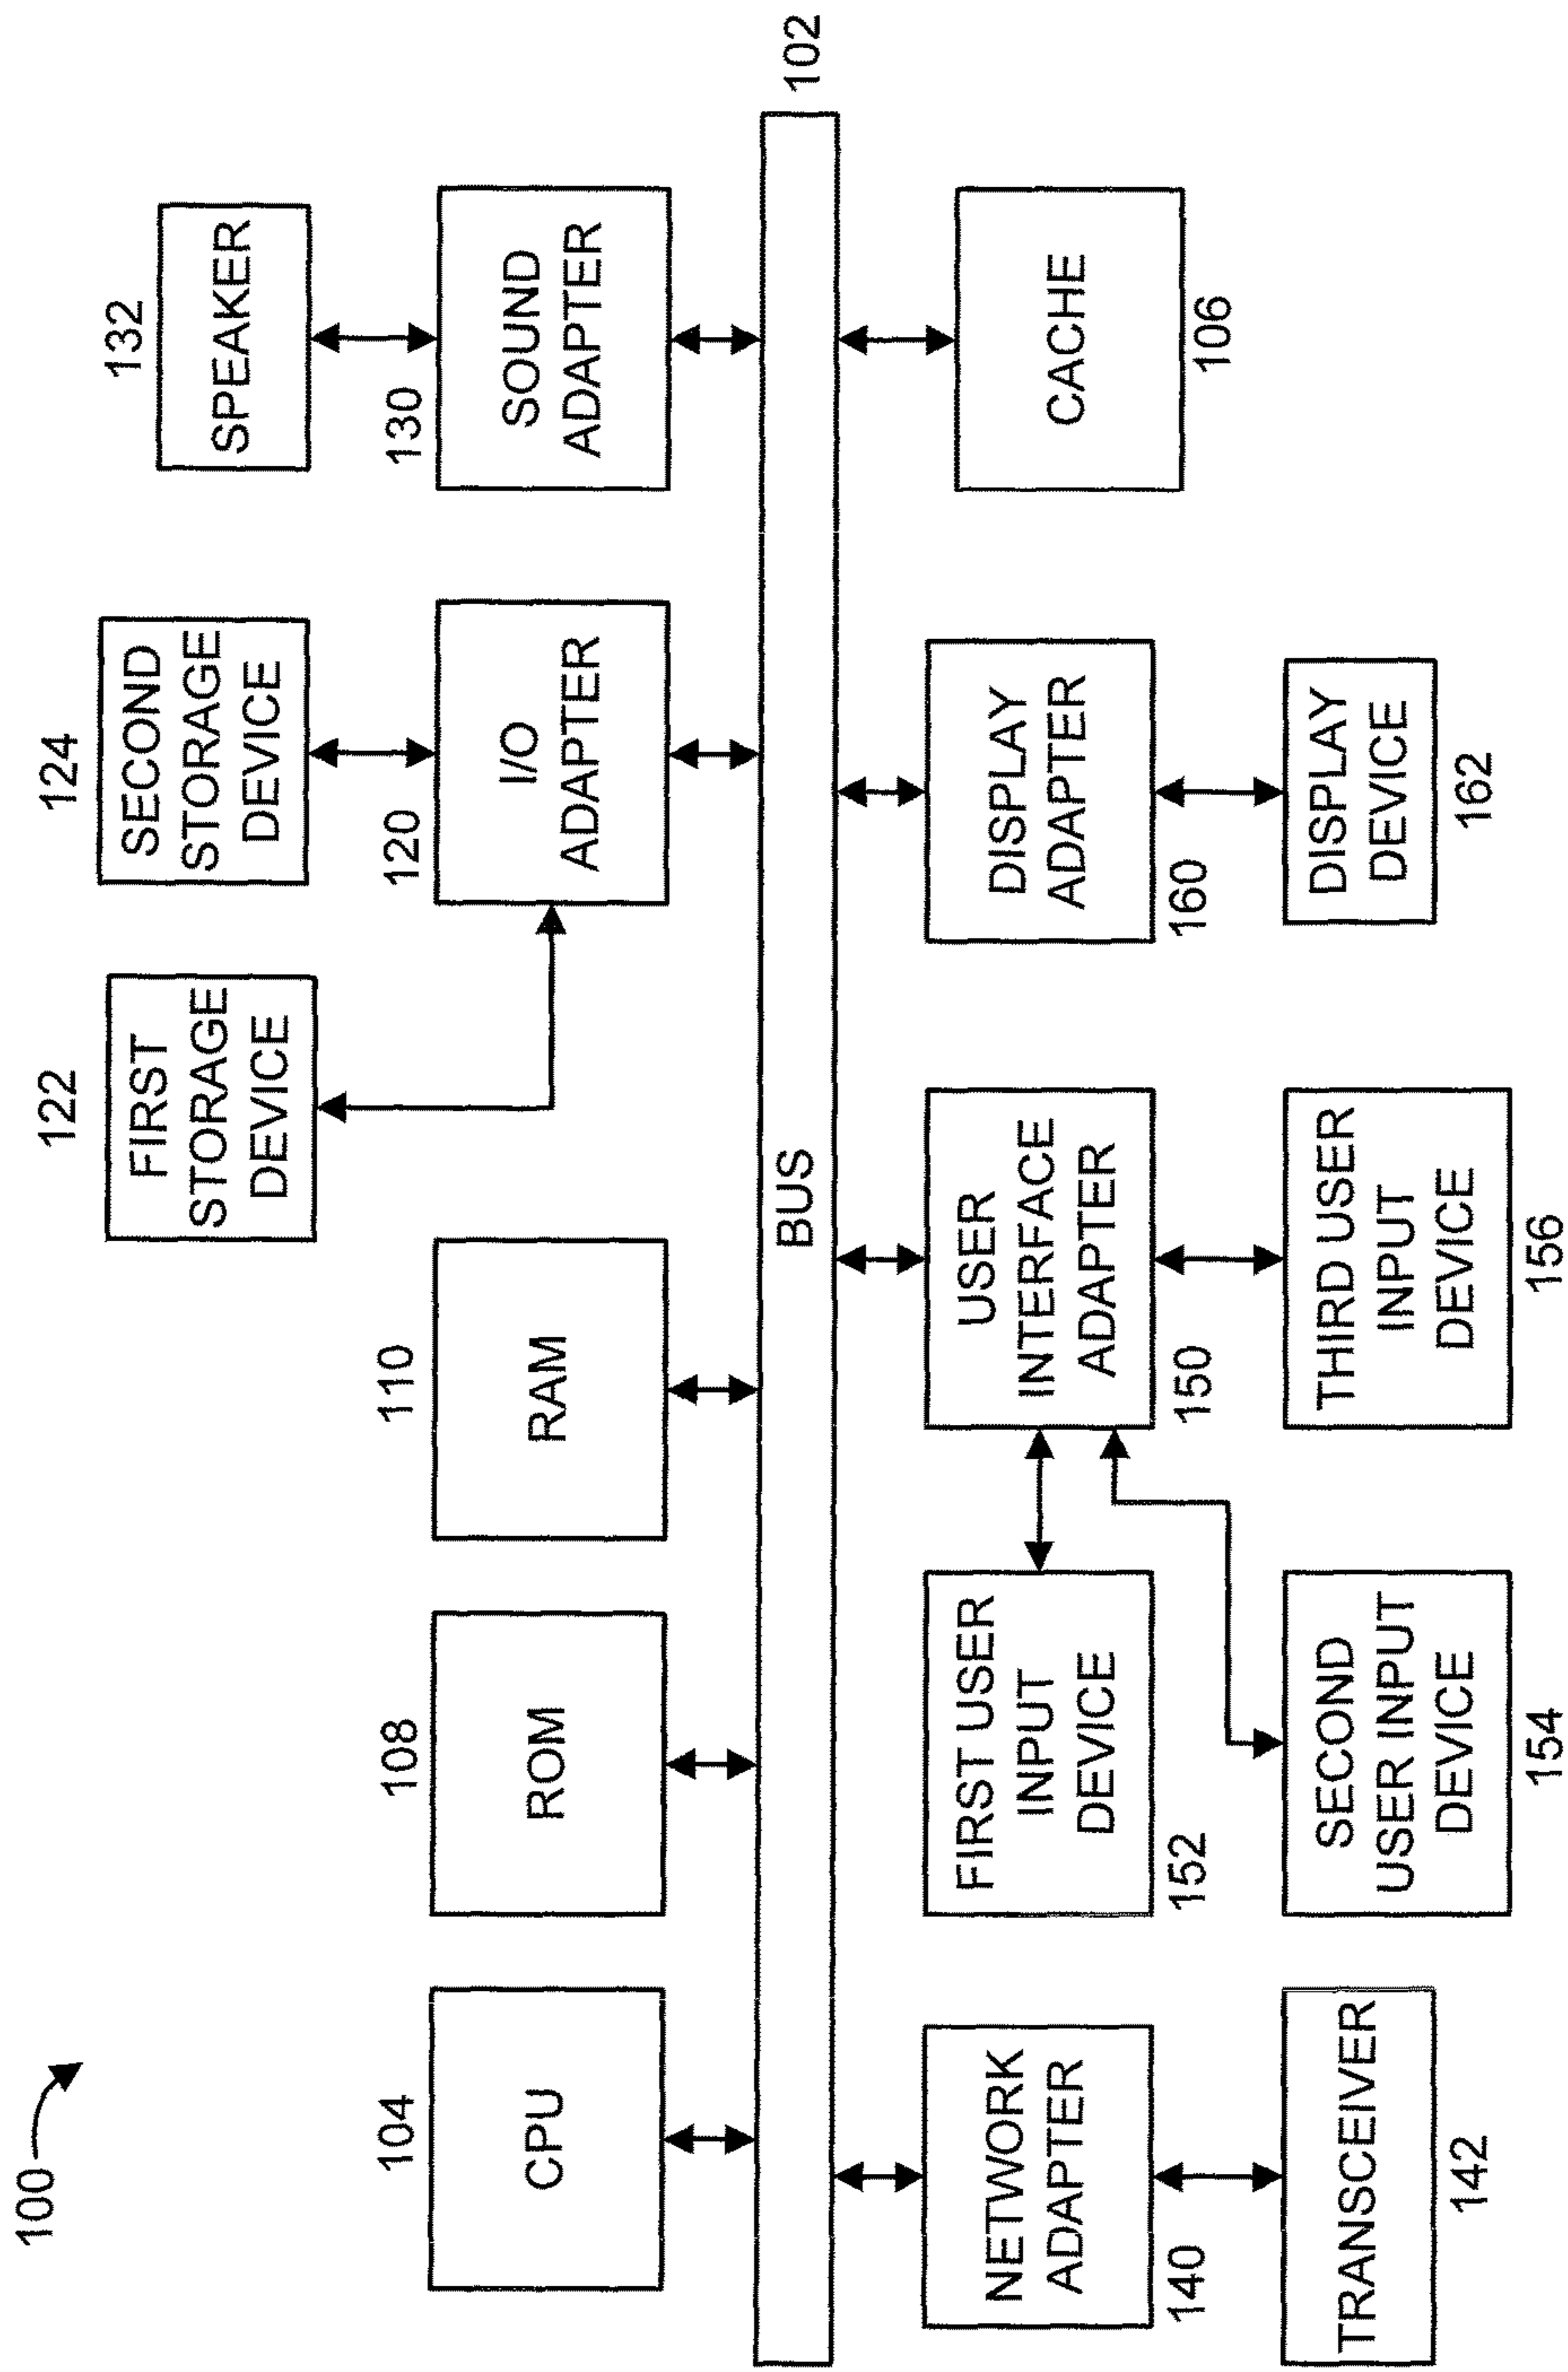 100
132
SPEAKER
130
SOUND
ADAPTER
124
SECOND
STORAGE
DEVICE
122
FIRST
STORAGE
DEVICE
120
I/O
ADAPTER
110
RAM
108
ROM
104
CPU
BUS
102
NETWORK
ADAPTER
140
TRANSCEIVER
142
FIRST USER
INPUT
DEVICE
152
SECOND
USER INPUT
DEVICE
154
USER
INTERFACE
ADAPTER
150
THIRD USER
INPUT
DEVICE
156
DISPLAY
ADAPTER
160
DISPLAY
DEVICE
162
CACHE
106